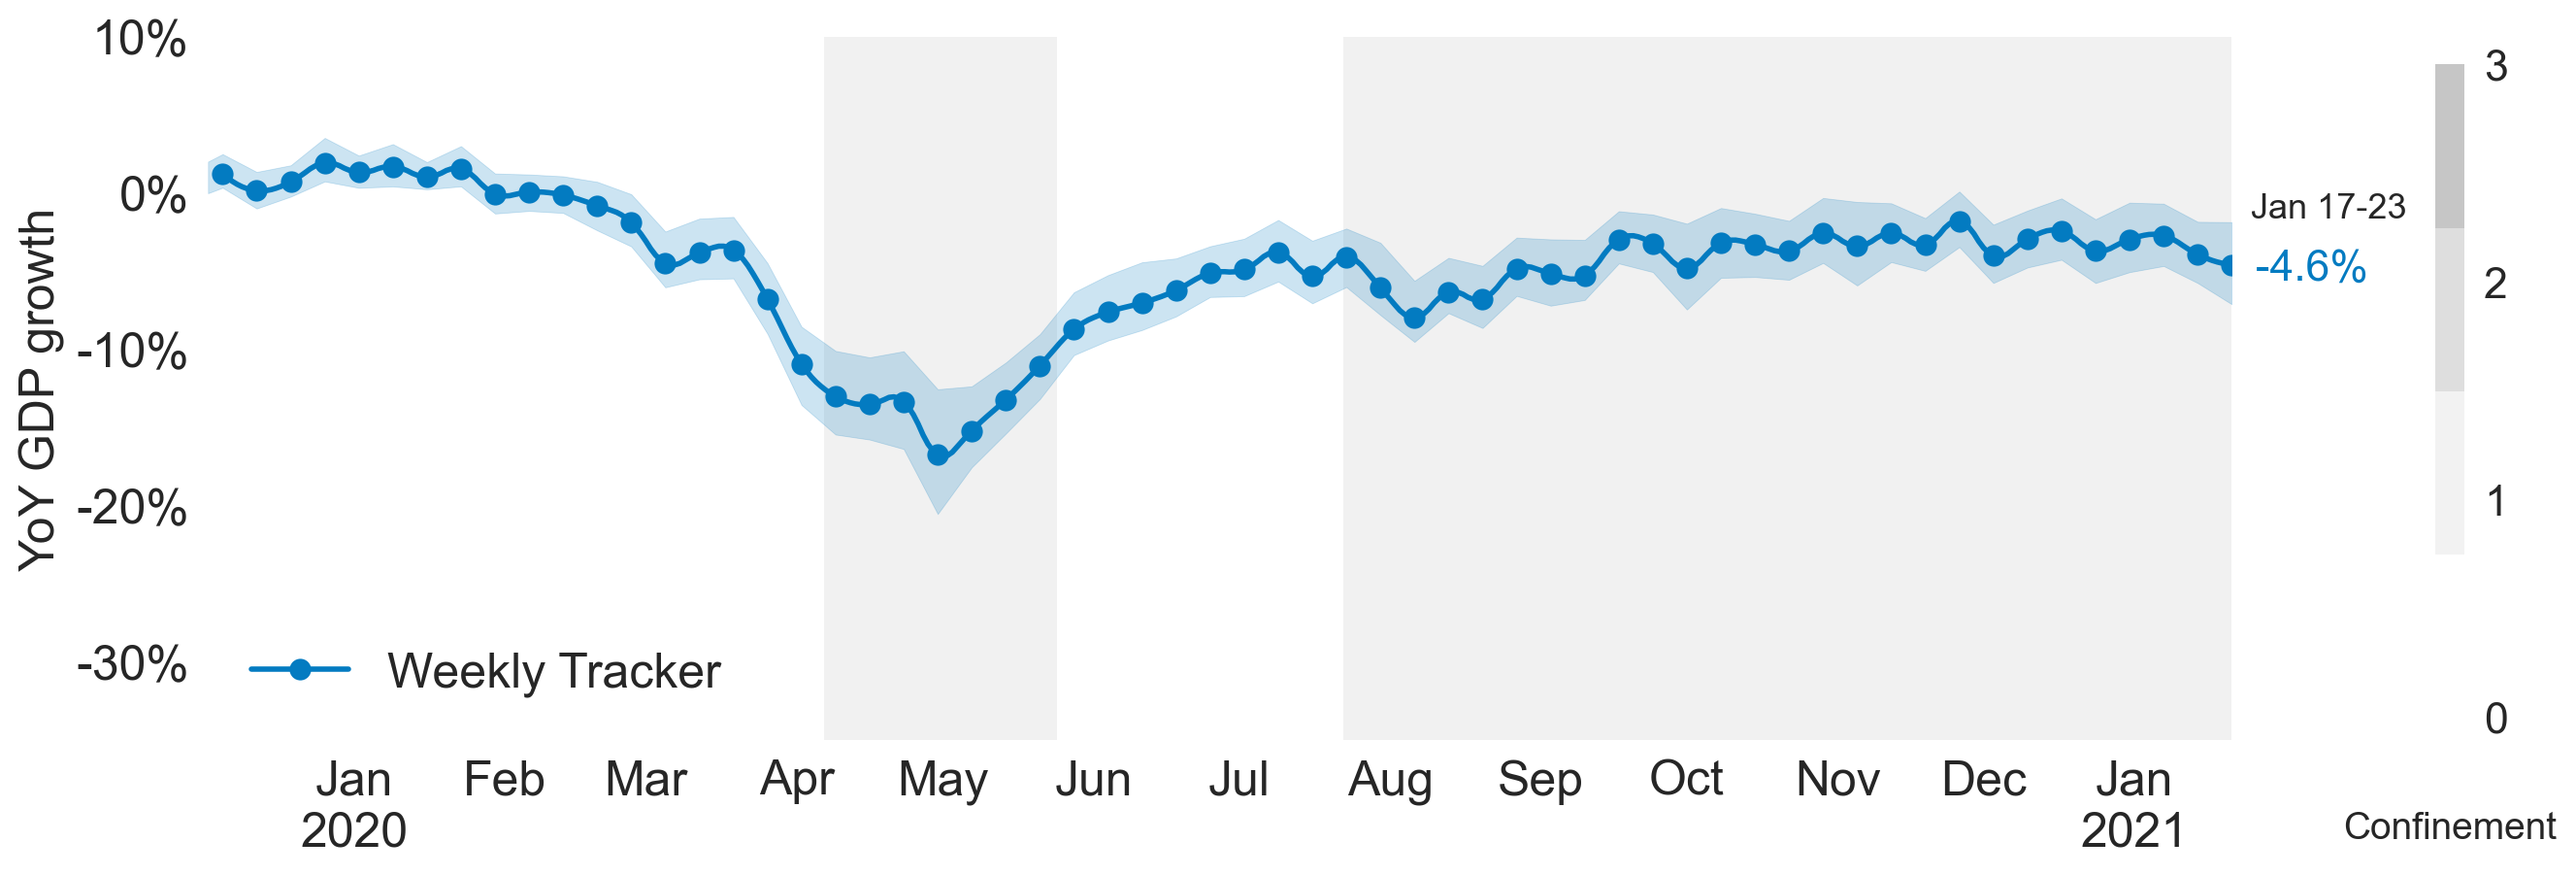 YoY GDP growth
10%
0%
-10%
-20%
-30%
Weekly Tracker
Jan Feb Mar Apr May Jun Jul Aug Sep Oct Nov Dec Jan
2020 2021
Jan 17-23
-4.6%
3
2
1
0
Confinement